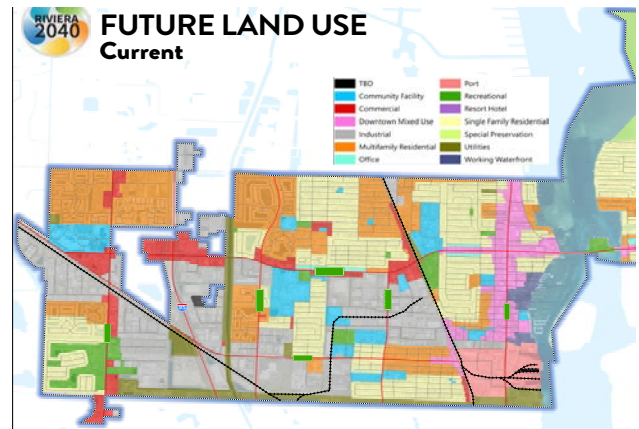 RIVIERA
2040
FUTURE LAND USE
Current
TBD
Community Facility
Commercial
Downtown Mixed Use
Industrial
Multifamily Residential
Office
Port
Recreational
Resort Hotel
Single Family Residential
Special Preservation
Utilities
Working Waterfront